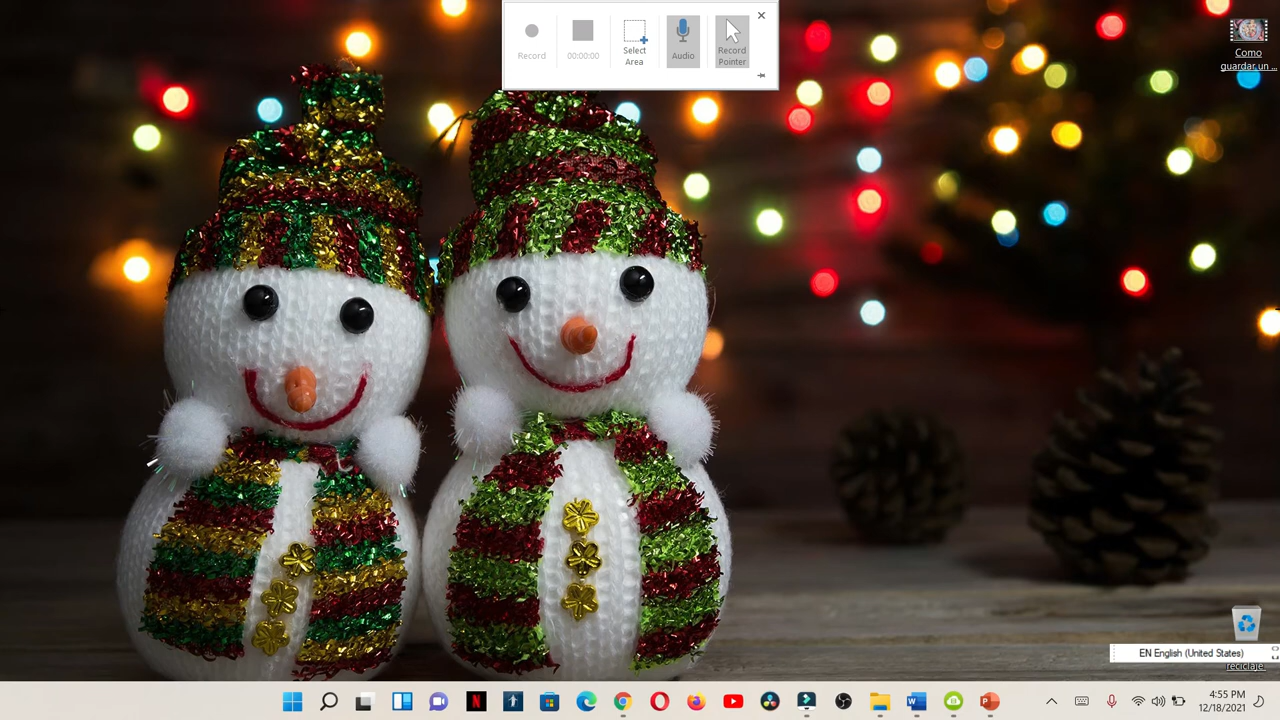 Record
00:00:00
Select
Area
Audio
Record
Pointer
Como
guardar un ...
EN English (United States)
reciclaje
4:55 PM
12/18/2021